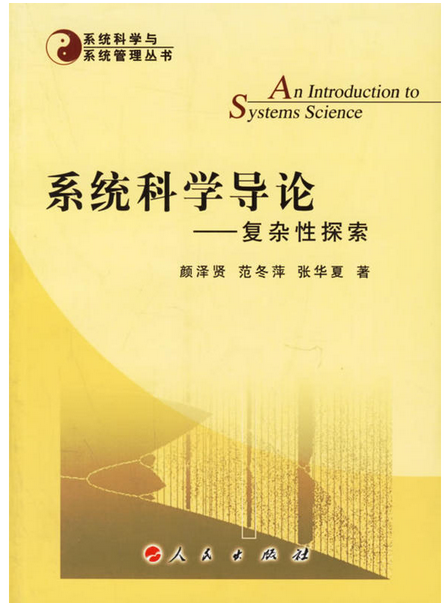 系统科学与
系统管理丛书
An Introduction to
Systems Science
系统科学导论
——复杂性探索
颜泽贤 范冬萍 张华夏 著
人民出版社